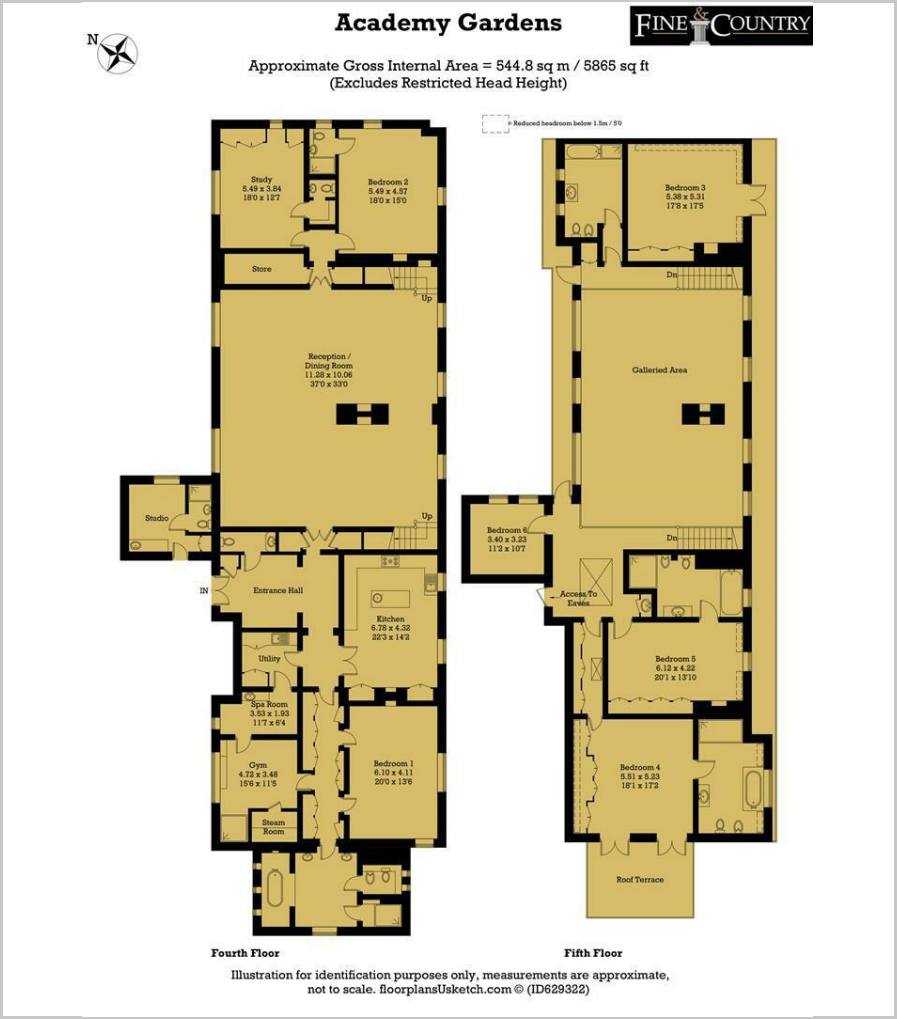 Academy Gardens
FINE & COUNTRY
N
Approximate Gross Internal Area = 544.8 sq m / 5865 sq ft
(Excludes Restricted Head Height)
= Reduced headroom below 1.5m / 5'0
Study
5.49 x 3.84
18'0 x 12'7
Bedroom 2
5.49 x 4.57
18'0 x 15'0
Store
Up
Reception /
Dining Room
11.28 x 10.06
37'0 x 33'0
Studio
Up
IN
Entrance Hall
Kitchen
6.78 x 4.32
22'3 x 14'2
Utility
Spa Room
3.53 x 1.93
11'7 x 6'4
Gym
4.72 x 3.48
15'6 x 11'5
Bedroom 1
6.10 x 4.11
20'0 x 13'6
Steam
Room
Fourth Floor
Bedroom 3
5.38 x 5.31
17'8 x 17'5
Dn
Galleried Area
Bedroom 6
3.40 x 3.23
11'2 x 10'7
Dn
Access To
Eaves
Bedroom 5
6.12 x 4.22
20'1 x 13'10
Bedroom 4
5.51 x 5.23
18'1 x 17'2
Roof Terrace
Fifth Floor
Illustration for identification purposes only, measurements are approximate,
not to scale. floorplansUsketch.com © (ID629322)